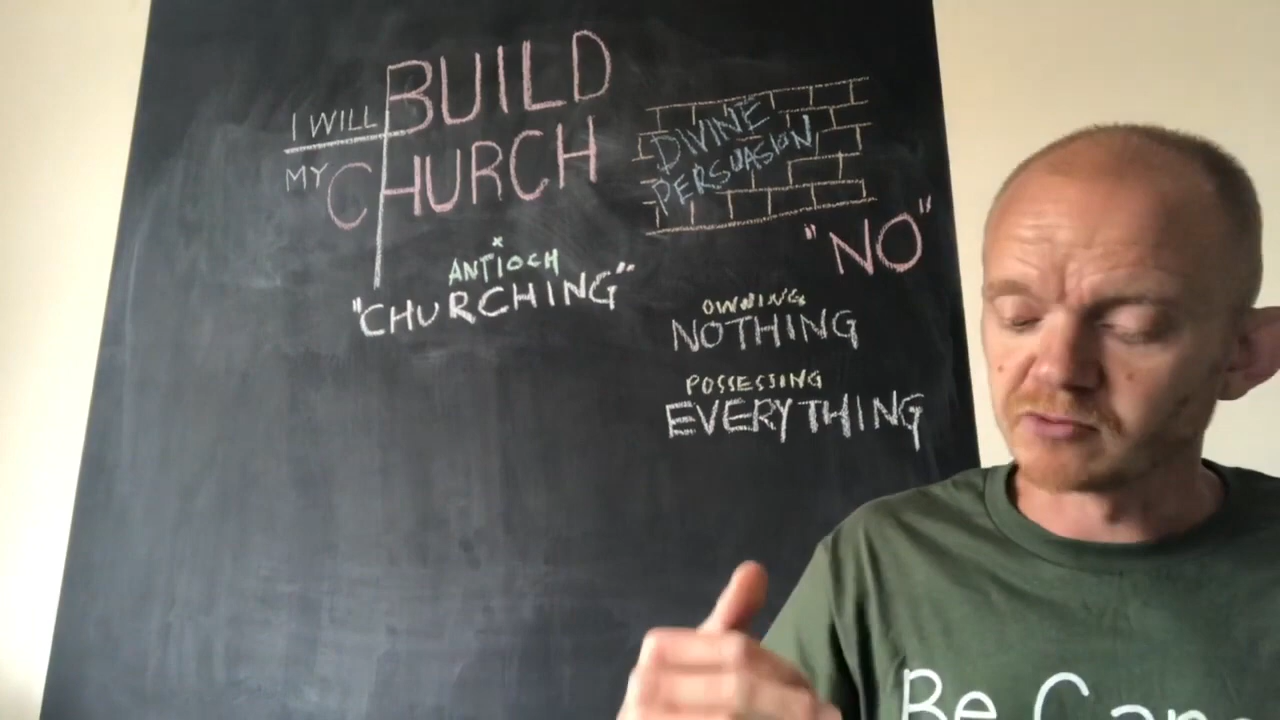 I WILL BUILD
MY CHURCH
ANTIOCH
"CHURCHING"
DIVINE
PERSUASION
"NO"
OWNING
NOTHING
POSSESSING
EVERYTHING
Be